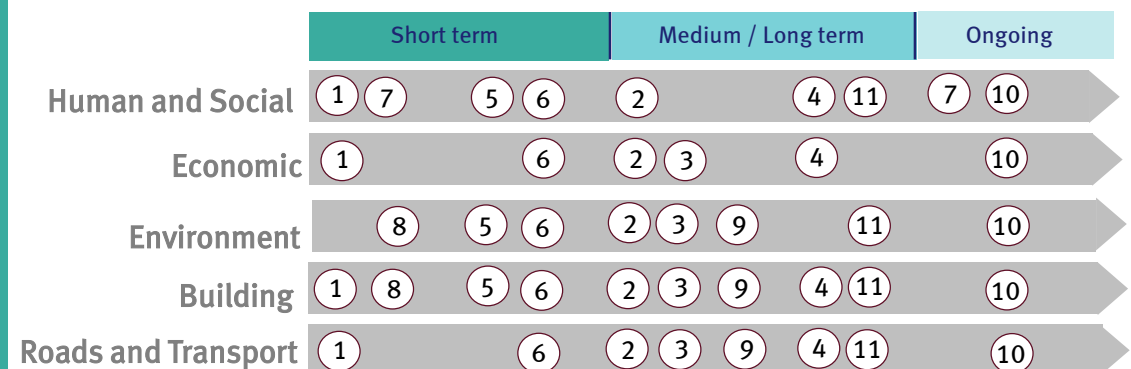 Short term Medium / Long term Ongoing
Human and Social 1 7 5 6 2 4 11 7 10
Economic 1 6 2 3 4 10
Environment 8 5 6 2 3 9 11 10
Building 1 8 5 6 2 3 9 4 11 10
Roads and Transport 1 6 2 3 9 4 11 10